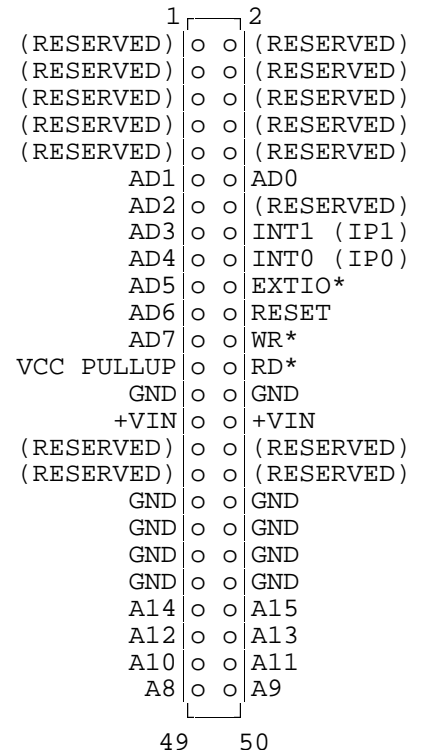 1 2
(RESERVED) o o (RESERVED)
(RESERVED) o o (RESERVED)
(RESERVED) o o (RESERVED)
(RESERVED) o o (RESERVED)
(RESERVED) o o (RESERVED)
AD1 o o AD0
AD2 o o (RESERVED)
AD3 o o INT1 (IP1)
AD4 o o INT0 (IP0)
AD5 o o EXTIO*
AD6 o o RESET
AD7 o o WR*
VCC PULLUP o o RD*
GND o o GND
+VIN o o +VIN
(RESERVED) o o (RESERVED)
(RESERVED) o o (RESERVED)
GND o o GND
GND o o GND
GND o o GND
GND o o GND
A14 o o A15
A12 o o A13
A10 o o A11
A8 o o A9
49 50